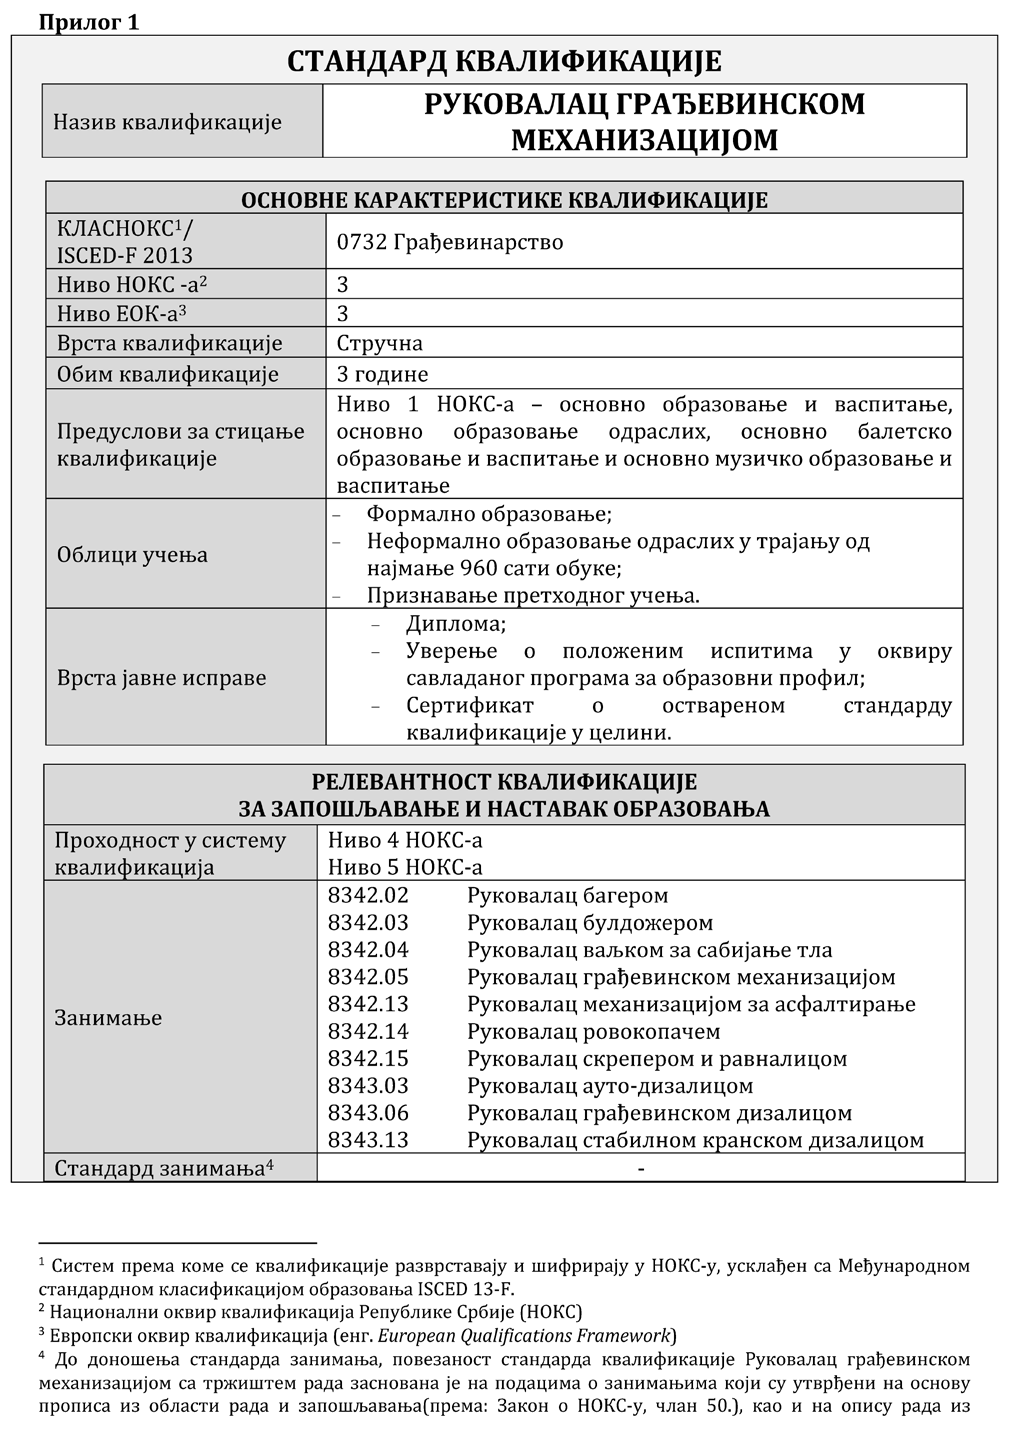 Прилог 1
СТАНДАРД КВАЛИФИКАЦИЈЕ
Назив квалификације
РУКОВАЛАЦ ГРАЂЕВИНСКОМ
МЕХАНИЗАЦИЈОМ
ОСНОВНЕ КАРАКТЕРИСТИКЕ КВАЛИФИКАЦИЈЕ
КЛАСНОКС¹/
ISCED-F 2013
0732 Грађевинарство
Ниво НОКС -а² 3
Ниво ЕОК-а³ 3
Врста квалификације Стручна
Обим квалификације 3 године
Предуслови за стицање
квалификације
Ниво 1 НОКС-а – основно образовање и васпитање,
основно образовање одраслих, основно балетско
образовање и васпитање и основно музичко образовање и
васпитање
Облици учења
– Формално образовање;
– Неформално образовање одраслих у трајању од
најмање 960 сати обуке;
– Признавање претходног учења.
Врста јавне исправе
– Диплома;
– Уверење о положеним испитима у оквиру
савладаног програма за образовни профил;
– Сертификат о оствареном стандарду
квалификације у целини.
РЕЛЕВАНТНОСТ КВАЛИФИКАЦИЈЕ
ЗА ЗАПОШЉАВАЊЕ И НАСТАВАК ОБРАЗОВАЊА
Проходност у систему
квалификација
Ниво 4 НОКС-а
Ниво 5 НОКС-а
Занимање
8342.02 Руковалац багером
8342.03 Руковалац булдожером
8342.04 Руковалац ваљком за сабијање тла
8342.05 Руковалац грађевинском механизацијом
8342.13 Руковалац механизацијом за асфалтирање
8342.14 Руковалац ровокопачем
8342.15 Руковалац скрепером и равналицом
8343.03 Руковалац ауто-дизалицом
8343.06 Руковалац грађевинском дизалицом
8343.13 Руковалац стабилном кранском дизалицом
Стандард занимања⁴ -
¹ Систем према коме се квалификације разврставају и шифрирају у НОКС-у, усклађен са Међународном
стандардном класификацијом образовања ISCED 13-F.
² Национални оквир квалификација Републике Србије (НОКС)
³ Европски оквир квалификација (енг. European Qualifications Framework)
⁴ До доношења стандарда занимања, повезаност стандарда квалификације Руковалац грађевинском
механизацијом са тржиштем рада заснована је на подацима о занимањима који су утврђени на основу
прописа из области рада и запошљавања(према: Закон о НОКС-у, члан 50.), као и на опису рада из